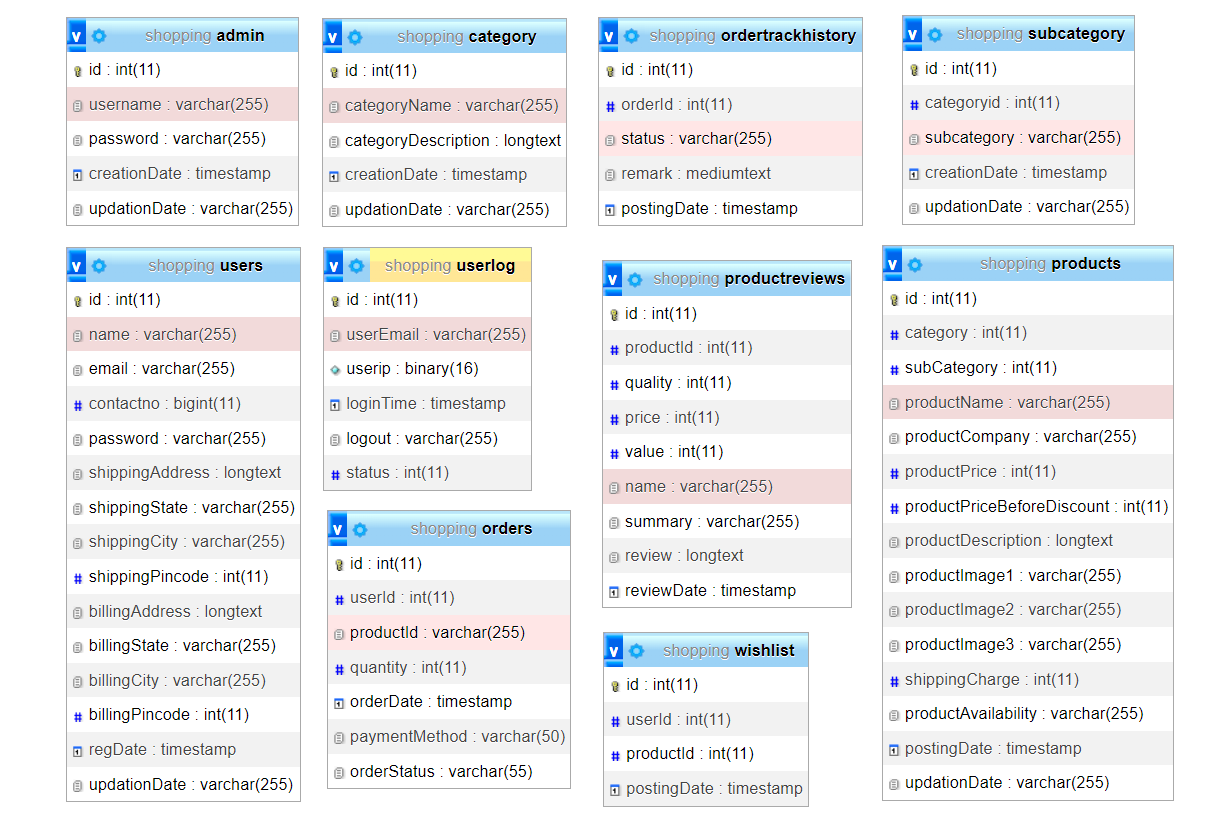 v shopping admin
id : int(11)
username : varchar(255)
password : varchar(255)
creationDate : timestamp
updationDate : varchar(255)
v shopping category
id : int(11)
categoryName : varchar(255)
categoryDescription : longtext
creationDate : timestamp
updationDate : varchar(255)
v shopping ordertrackhistory
id : int(11)
# orderId : int(11)
status : varchar(255)
remark : mediumtext
postingDate : timestamp
v shopping subcategory
id : int(11)
# categoryid : int(11)
subcategory : varchar(255)
creationDate : timestamp
updationDate : varchar(255)
v shopping users
id : int(11)
name : varchar(255)
email : varchar(255)
# contactno : bigint(11)
password : varchar(255)
shippingAddress : longtext
shippingState : varchar(255)
shippingCity : varchar(255)
# shippingPincode : int(11)
billingAddress : longtext
billingState : varchar(255)
billingCity : varchar(255)
# billingPincode : int(11)
regDate : timestamp
updationDate : varchar(255)
v shopping userlog
id : int(11)
userEmail : varchar(255)
userip : binary(16)
loginTime : timestamp
logout : varchar(255)
# status : int(11)
v shopping orders
id : int(11)
# userId : int(11)
productId : varchar(255)
# quantity : int(11)
orderDate : timestamp
paymentMethod : varchar(50)
orderStatus : varchar(55)
v shopping productreviews
id : int(11)
# productId : int(11)
# quality : int(11)
# price : int(11)
# value : int(11)
name : varchar(255)
summary : varchar(255)
review : longtext
reviewDate : timestamp
v shopping wishlist
id : int(11)
# userId : int(11)
# productId : int(11)
postingDate : timestamp
v shopping products
id : int(11)
# category : int(11)
# subCategory : int(11)
productName : varchar(255)
productCompany : varchar(255)
# productPrice : int(11)
# productPriceBeforeDiscount : int(11)
productDescription : longtext
productImage1 : varchar(255)
productImage2 : varchar(255)
productImage3 : varchar(255)
# shippingCharge : int(11)
productAvailability : varchar(255)
postingDate : timestamp
updationDate : varchar(255)